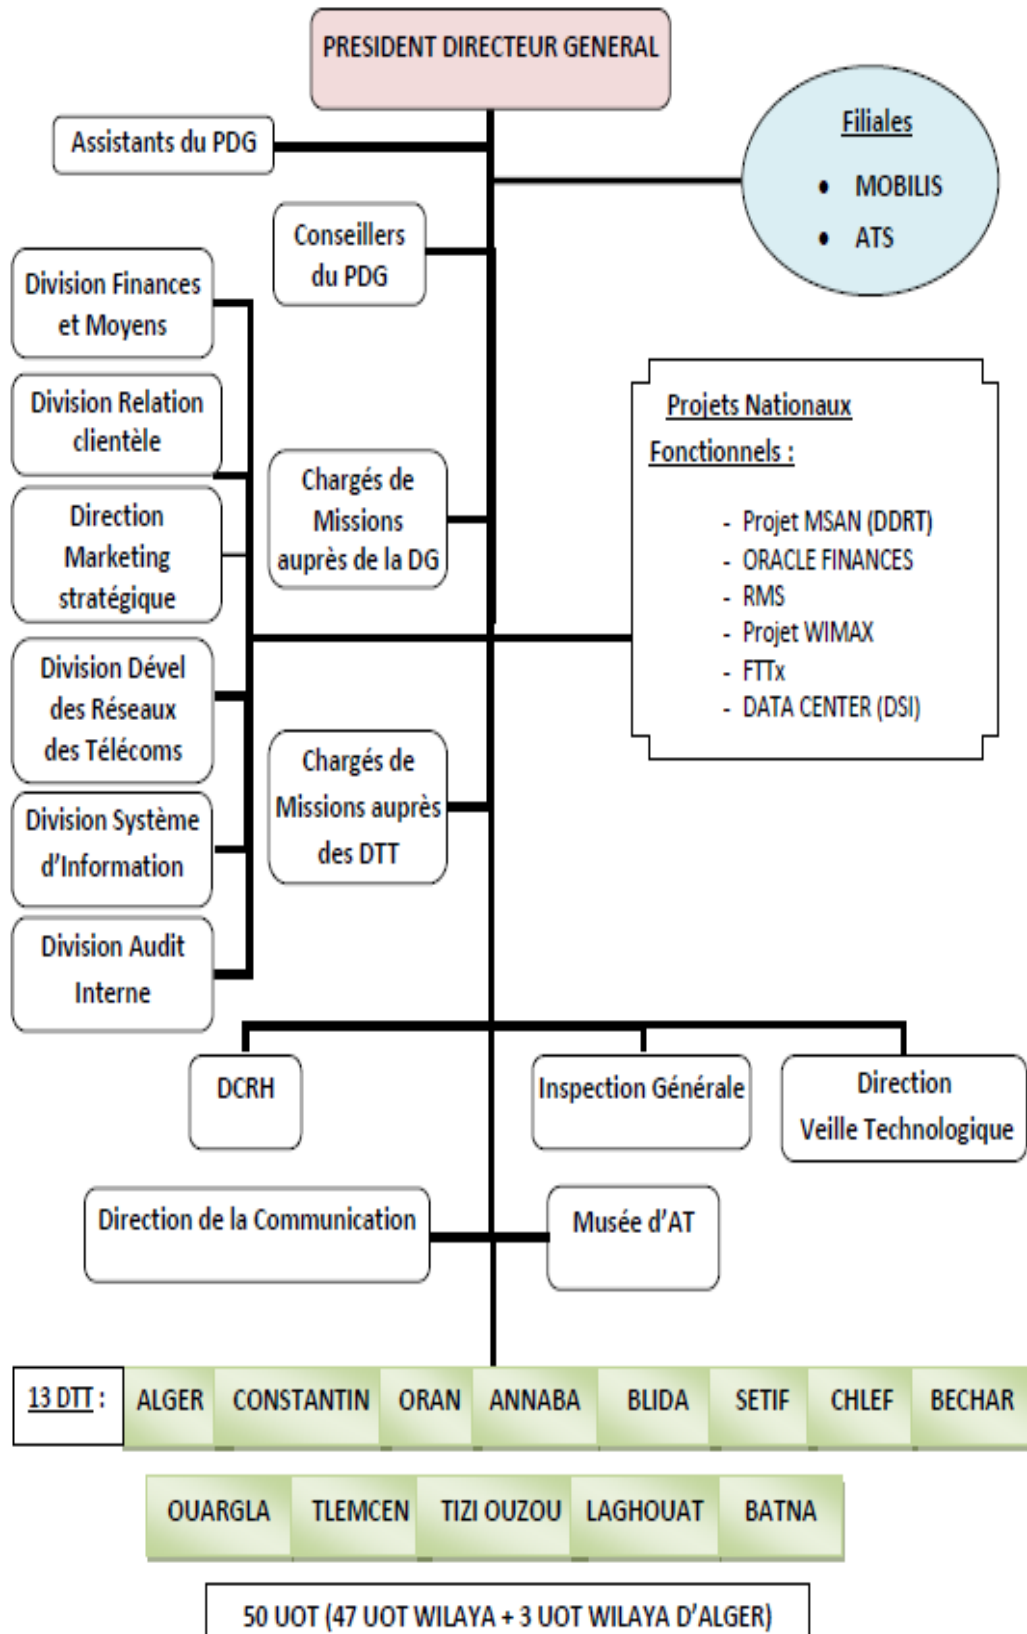 PRESIDENT DIRECTEUR GENERAL
Assistants du PDG
Filiales
• MOBILIS
• ATS
Conseillers
du PDG
Division Finances
et Moyens
Division Relation
clientèle
Direction
Marketing
stratégique
Division Dével
des Réseaux
des Télécoms
Division Système
d'Information
Division Audit
Interne
Chargés de
Missions
auprès de la DG
Chargés de
Missions auprès
des DTT
Projets Nationaux
Fonctionnels :
- Projet MSAN (DDRT)
- ORACLE FINANCES
- RMS
- Projet WIMAX
- FTTx
- DATA CENTER (DSI)
DCRH
Inspection Générale
Direction
Veille Technologique
Direction de la Communication
Musée d'AT
13 DTT : ALGER CONSTANTIN ORAN ANNABA BLIDA SETIF CHLEF BECHAR
OUARGLA TLEMCEN TIZI OUZOU LAGHOUAT BATNA
50 UOT (47 UOT WILAYA + 3 UOT WILAYA D'ALGER)